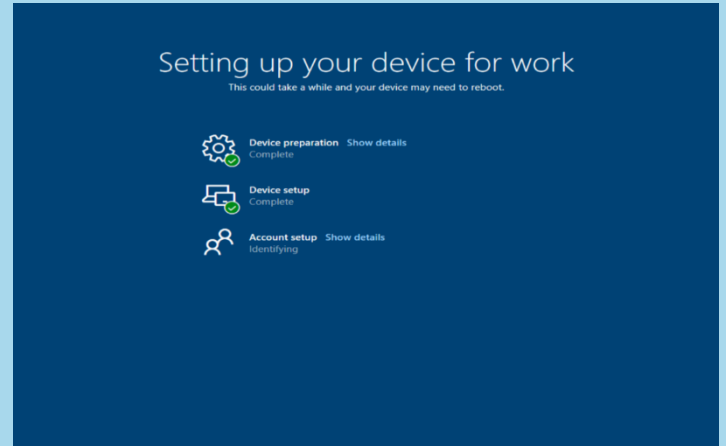 Setting up your device for work
This could take a while and your device may need to reboot.
Device preparation Show details
Complete
Device setup
Complete
Account setup Show details
Identifying